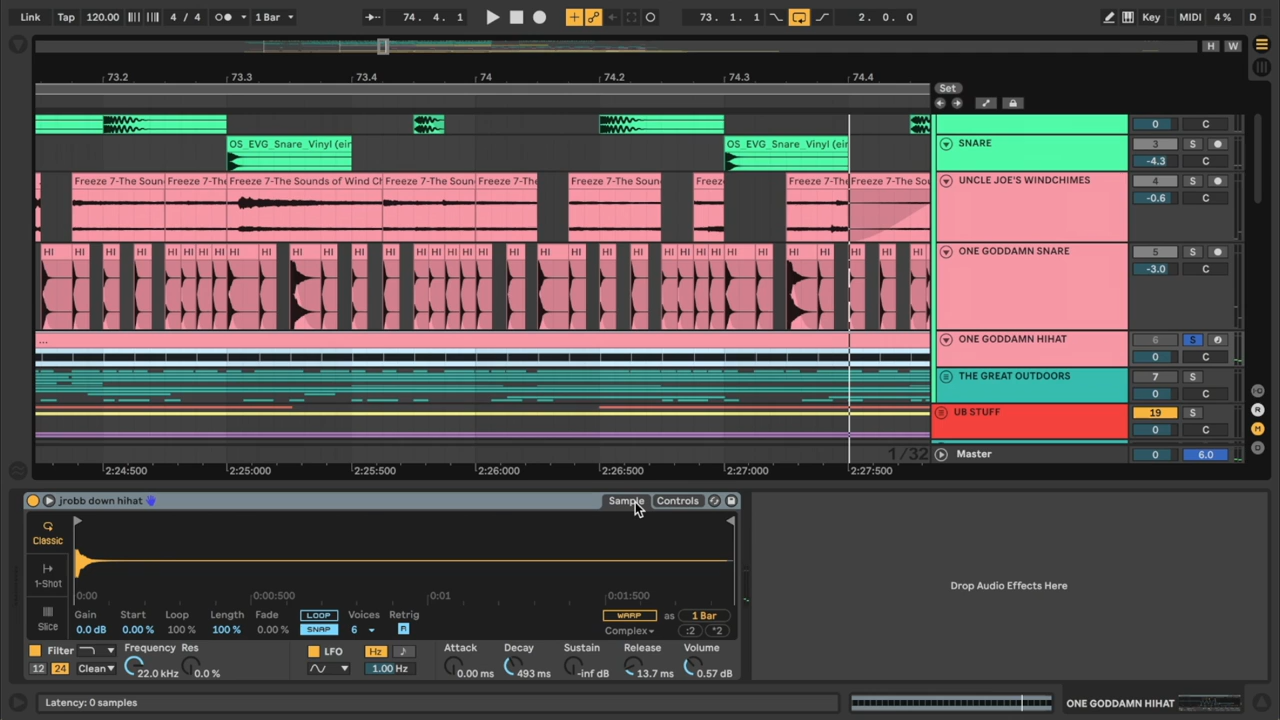 Link Tap 120.00 4 / 4 1 Bar 74. 4. 1 73. 1. 1 2. 0. 0 Key MIDI 4 % D
H W
73.2 73.3 73.4 74 74.2 74.3 74.4
Set
0 C
OS_EVG_Snare_Vinyl (ein OS_EVG_Snare_Vinyl (ein SNARE 3 S
-4.3 C
Freeze 7-The Soun Freeze 7-The Freeze 7-The Sounds of Wind Ch Freeze 7-The Soun Freeze 7-The Freeze 7-The Soun Freeze Freeze 7-The Freeze 7-The Sou UNCLE JOE'S WINDCHIMES 4 S
-0.6 C
HI HI HI HI HI HI HI HI HI HI HI HI HI HI HI HI HI HI HI HI HI HI HI HI HI HI HI HI HI HI HI HI ONE GODDAMN SNARE 5 S
-3.0 C
... ONE GODDAMN HIHAT 6 S
0 C
THE GREAT OUTDOORS 7 S
0 C
UB STUFF 19 S
0 C
1/32 Master 0 6.0
2:24:500 2:25:000 2:25:500 2:26:000 2:26:500 2:27:000 2:27:500
R
M
D
jrobb down hihat Sample Controls
Classic
1-Shot
Slice
0:00 0:00:500 0:01 0:01:500
Gain Start Loop Length Fade LOOP Voices Retrig WARP as 1 Bar
0.0 dB 0.00 % 100 % 100 % 0.00 % SNAP 6 R Complex :2 *2
Filter Frequency Res LFO Hz Attack Decay Sustain Release Volume
12 24 Clean 22.0 kHz 0.0 % 1.00 Hz 0.00 ms 493 ms -inf dB 13.7 ms 0.57 dB
Drop Audio Effects Here
Latency: 0 samples ONE GODDAMN HIHAT